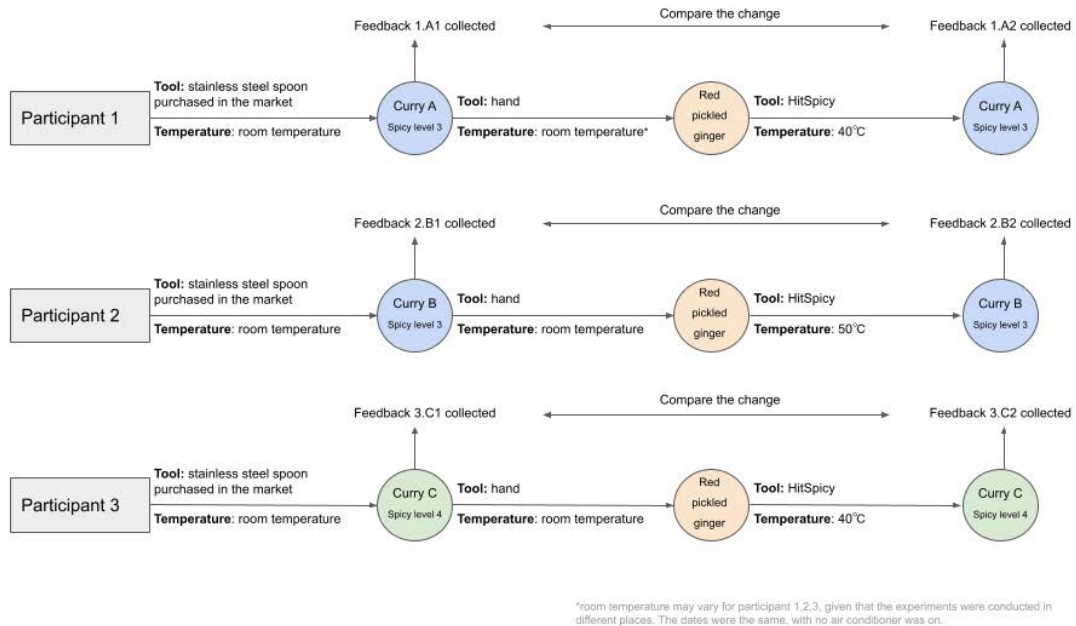 Compare the change
Feedback 1.A1 collected
Feedback 1.A2 collected
Participant 1
Tool: stainless steel spoon
purchased in the market
Temperature: room temperature
Curry A
Spicy level 3
Tool: hand
Temperature: room temperature*
Red
pickled
ginger
Tool: HitSpicy
Temperature: 40°C
Curry A
Spicy level 3
Compare the change
Feedback 2.B1 collected
Feedback 2.B2 collected
Participant 2
Tool: stainless steel spoon
purchased in the market
Temperature: room temperature
Curry B
Spicy level 3
Tool: hand
Temperature: room temperature
Red
pickled
ginger
Tool: HitSpicy
Temperature: 50°C
Curry B
Spicy level 3
Compare the change
Feedback 3.C1 collected
Feedback 3.C2 collected
Participant 3
Tool: stainless steel spoon
purchased in the market
Temperature: room temperature
Curry C
Spicy level 4
Tool: hand
Temperature: room temperature
Red
pickled
ginger
Tool: HitSpicy
Temperature: 40°C
Curry C
Spicy level 4
*room temperature may vary for participant 1,2,3, given that the experiments were conducted in
different places. The dates were the same, with no air conditioner was on.